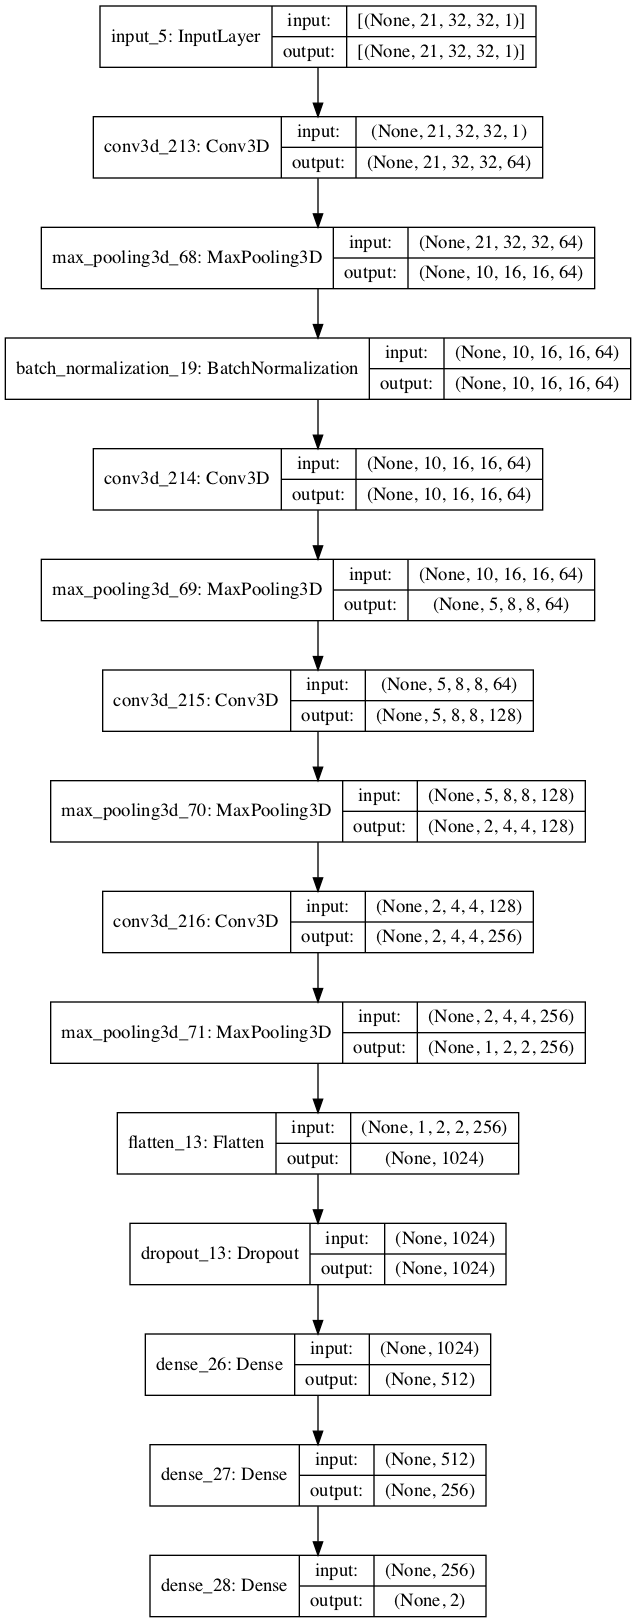 input_5: InputLayer
input: [(None, 21, 32, 32, 1)]
output: [(None, 21, 32, 32, 1)]
conv3d_213: Conv3D
input: (None, 21, 32, 32, 1)
output: (None, 21, 32, 32, 64)
max_pooling3d_68: MaxPooling3D
input: (None, 21, 32, 32, 64)
output: (None, 10, 16, 16, 64)
batch_normalization_19: BatchNormalization
input: (None, 10, 16, 16, 64)
output: (None, 10, 16, 16, 64)
conv3d_214: Conv3D
input: (None, 10, 16, 16, 64)
output: (None, 10, 16, 16, 64)
max_pooling3d_69: MaxPooling3D
input: (None, 10, 16, 16, 64)
output: (None, 5, 8, 8, 64)
conv3d_215: Conv3D
input: (None, 5, 8, 8, 64)
output: (None, 5, 8, 8, 128)
max_pooling3d_70: MaxPooling3D
input: (None, 5, 8, 8, 128)
output: (None, 2, 4, 4, 128)
conv3d_216: Conv3D
input: (None, 2, 4, 4, 128)
output: (None, 2, 4, 4, 256)
max_pooling3d_71: MaxPooling3D
input: (None, 2, 4, 4, 256)
output: (None, 1, 2, 2, 256)
flatten_13: Flatten
input: (None, 1, 2, 2, 256)
output: (None, 1024)
dropout_13: Dropout
input: (None, 1024)
output: (None, 1024)
dense_26: Dense
input: (None, 1024)
output: (None, 512)
dense_27: Dense
input: (None, 512)
output: (None, 256)
dense_28: Dense
input: (None, 256)
output: (None, 2)